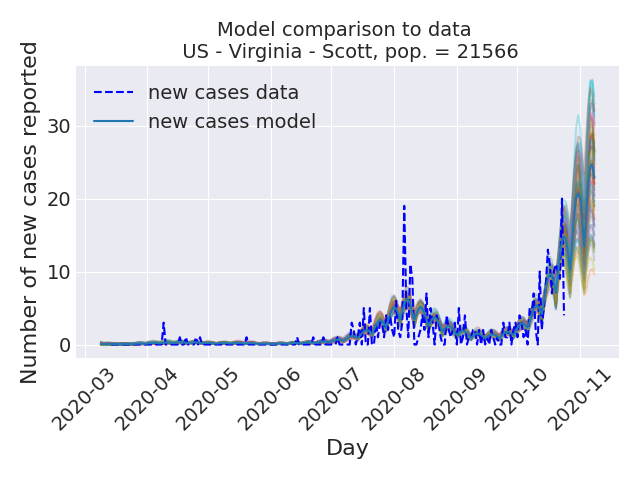 Model comparison to data
US - Virginia - Scott, pop. = 21566
Number of new cases reported
new cases data
new cases model
30
20
10
0
2020-03
2020-04
2020-05
2020-06
2020-07
2020-08
2020-09
2020-10
2020-11
Day